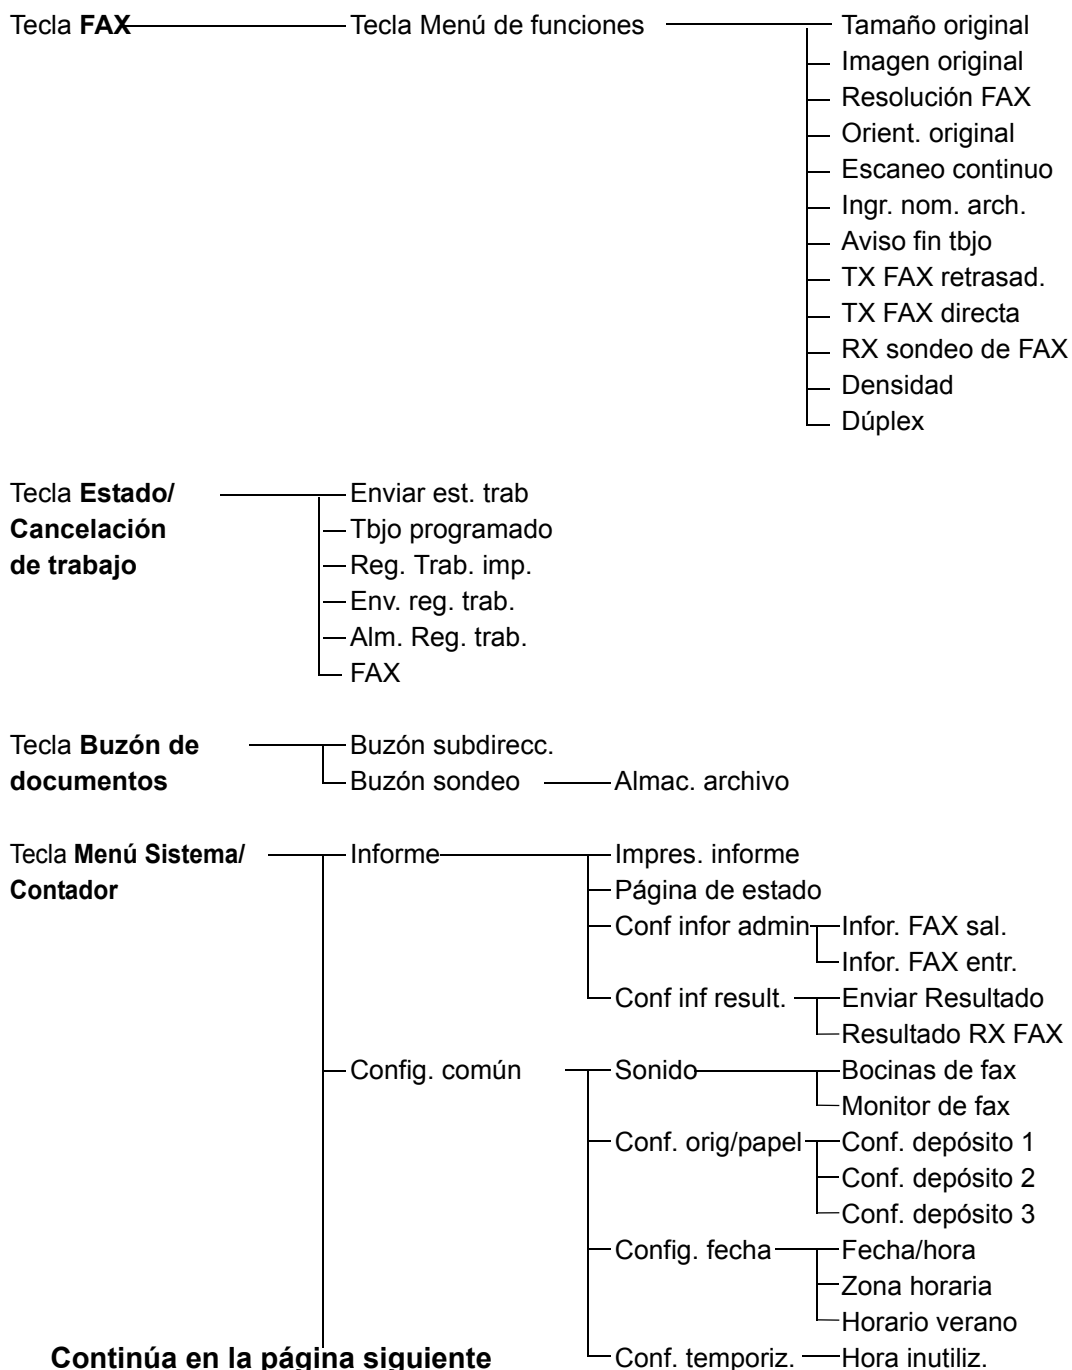 Tecla FAX Tecla Menú de funciones Tamaño original
Imagen original
Resolución FAX
Orient. original
Escaneo continuo
Ingr. nom. arch.
Aviso fin tbjo
TX FAX retrasad.
TX FAX directa
RX sondeo de FAX
Densidad
Dúplex
Tecla Estado/ Enviar est. trab
Cancelación Tbjo programado
de trabajo Reg. Trab. imp.
Env. reg. trab.
Alm. Reg. trab.
FAX
Tecla Buzón de Buzón subdirecc.
documentos Buzón sondeo Almac. archivo
Tecla Menú Sistema/ Informe Impres. informe
Contador Página de estado
Conf infor admin Infor. FAX sal.
Infor. FAX entr.
Conf inf result. Enviar Resultado
Resultado RX FAX
Config. común Sonido Bocinas de fax
Monitor de fax
Conf. orig/papel Conf. depósito 1
Conf. depósito 2
Conf. depósito 3
Config. fecha Fecha/hora
Zona horaria
Horario verano
Continúa en la página siguiente Conf. temporiz. Hora inutiliz.